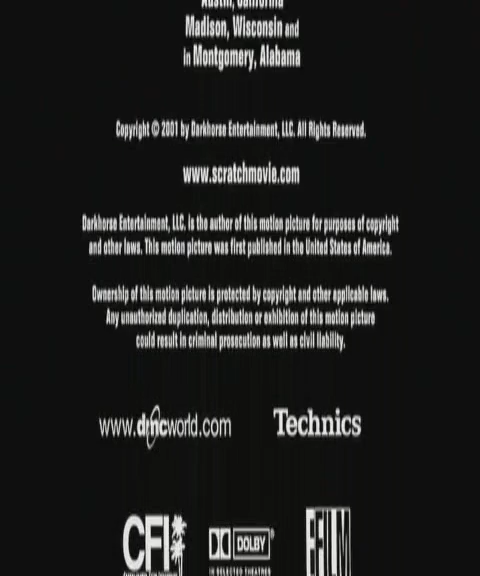 Austin, California
Madison, Wisconsin and
in Montgomery, Alabama
Copyright © 2001 by Darkhorse Entertainment, LLC. All Rights Reserved.
www.scratchmovie.com
Darkhorse Entertainment, LLC. is the author of this motion picture for purposes of copyright
and other laws. This motion picture was first published in the United States of America.
Ownership of this motion picture is protected by copyright and other applicable laws.
Any unauthorized duplication, distribution or exhibition of this motion picture
could result in criminal prosecution as well as civil liability.
www.dmcworld.com Technics
CFI DOLBY EFILM
IN SELECTED THEATRES